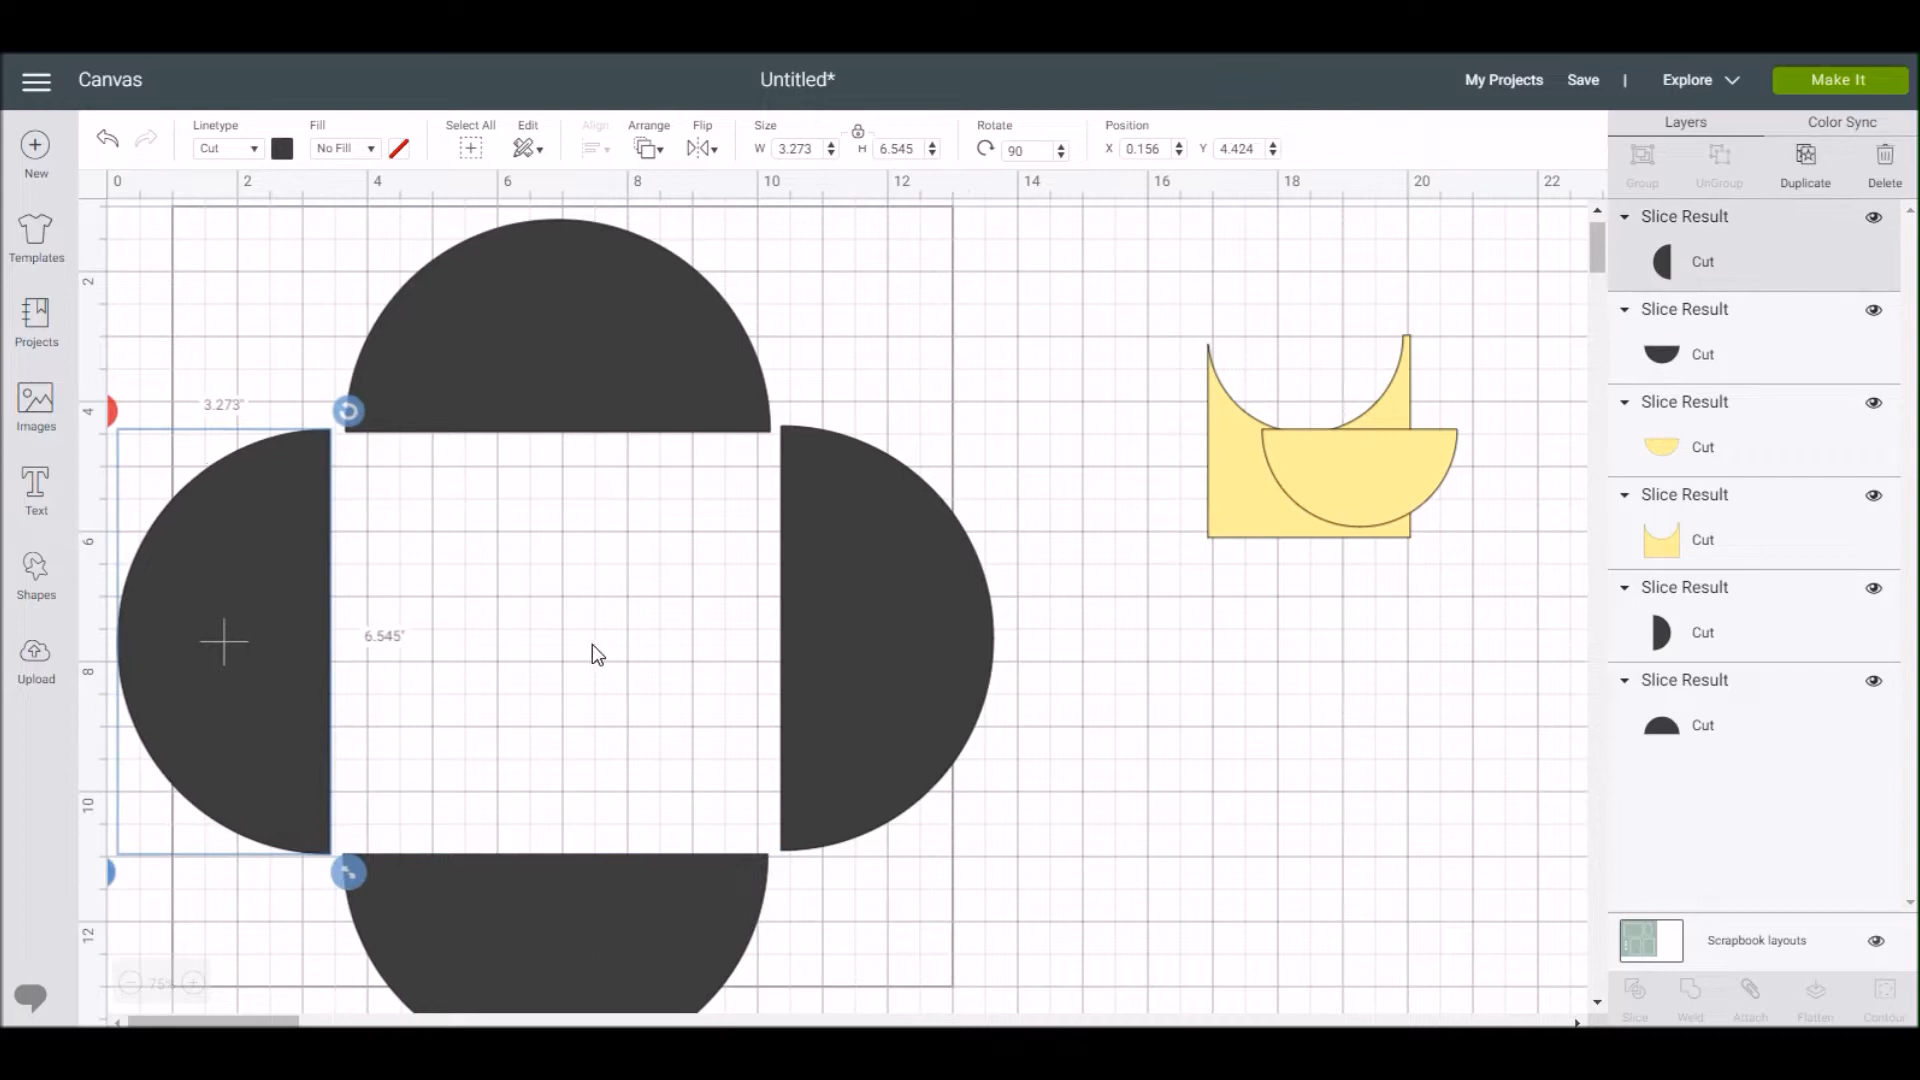 Canvas
Untitled*
My Projects
Save
|
Explore
Make It
New
Templates
Projects
Images
Text
Shapes
Upload
Linetype
Cut
Fill
No Fill
Select All
Edit
Align
Arrange
Flip
Size
W 3.273
H 6.545
Rotate
90
Position
X 0.156
Y 4.424
0 2 4 6 8 10 12 14 16 18 20 22
2
4
6
8
10
12
3.273"
6.545"
75%
Layers
Color Sync
Group
UnGroup
Duplicate
Delete
Slice Result
Cut
Slice Result
Cut
Slice Result
Cut
Slice Result
Cut
Slice Result
Cut
Slice Result
Cut
Scrapbook layouts
Slice
Weld
Attach
Flatten
Contour